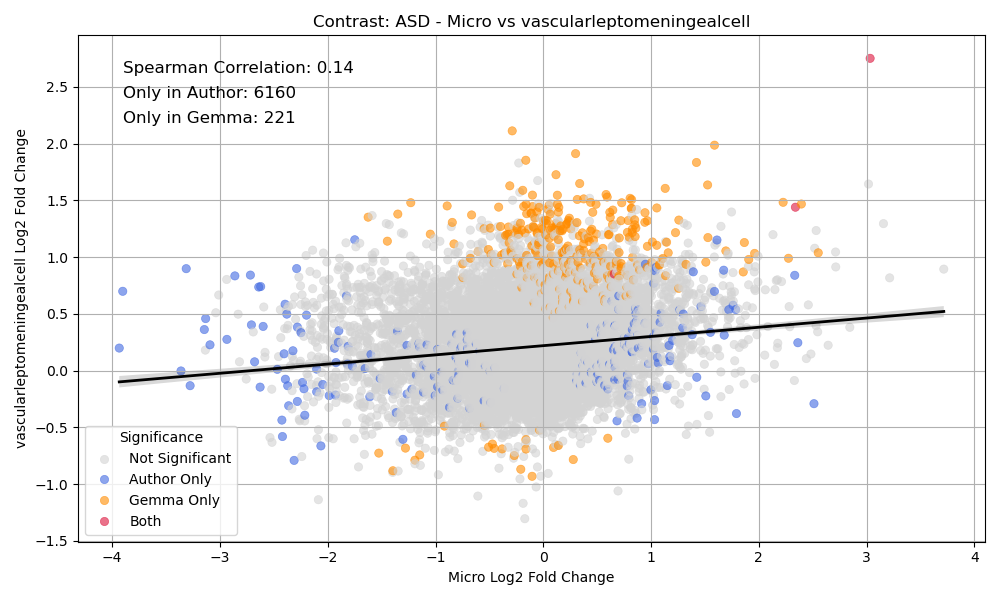 Contrast: ASD - Micro vs vascularleptomeningealcell
Spearman Correlation: 0.14
Only in Author: 6160
Only in Gemma: 221
vascularleptomeningealcell Log2 Fold Change
2.5
2.0
1.5
1.0
0.5
0.0
−0.5
−1.0
−1.5
Significance
Not Significant
Author Only
Gemma Only
Both
−4
−3
−2
−1
0
1
2
3
4
Micro Log2 Fold Change